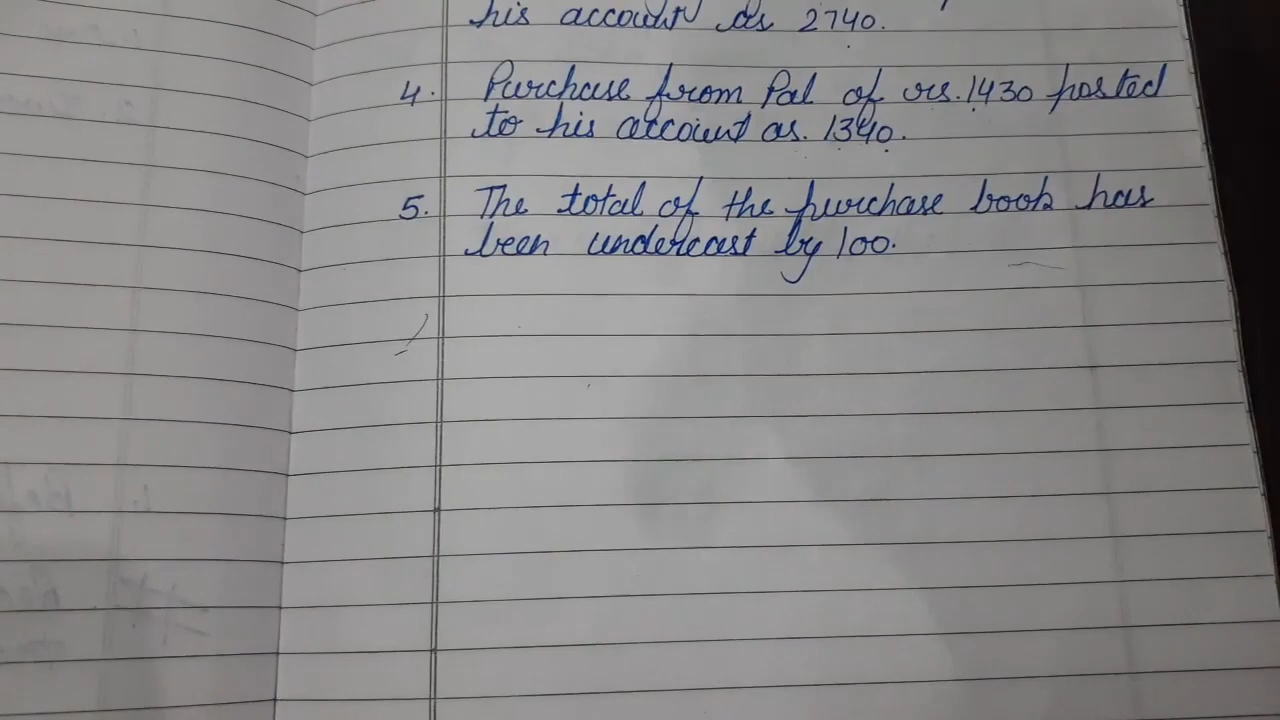 his account as 2740.
4. Purchase from Pal of rs. 1430 posted
to his account as. 1340.
5. The total of the purchase book has
been undercast by 100.